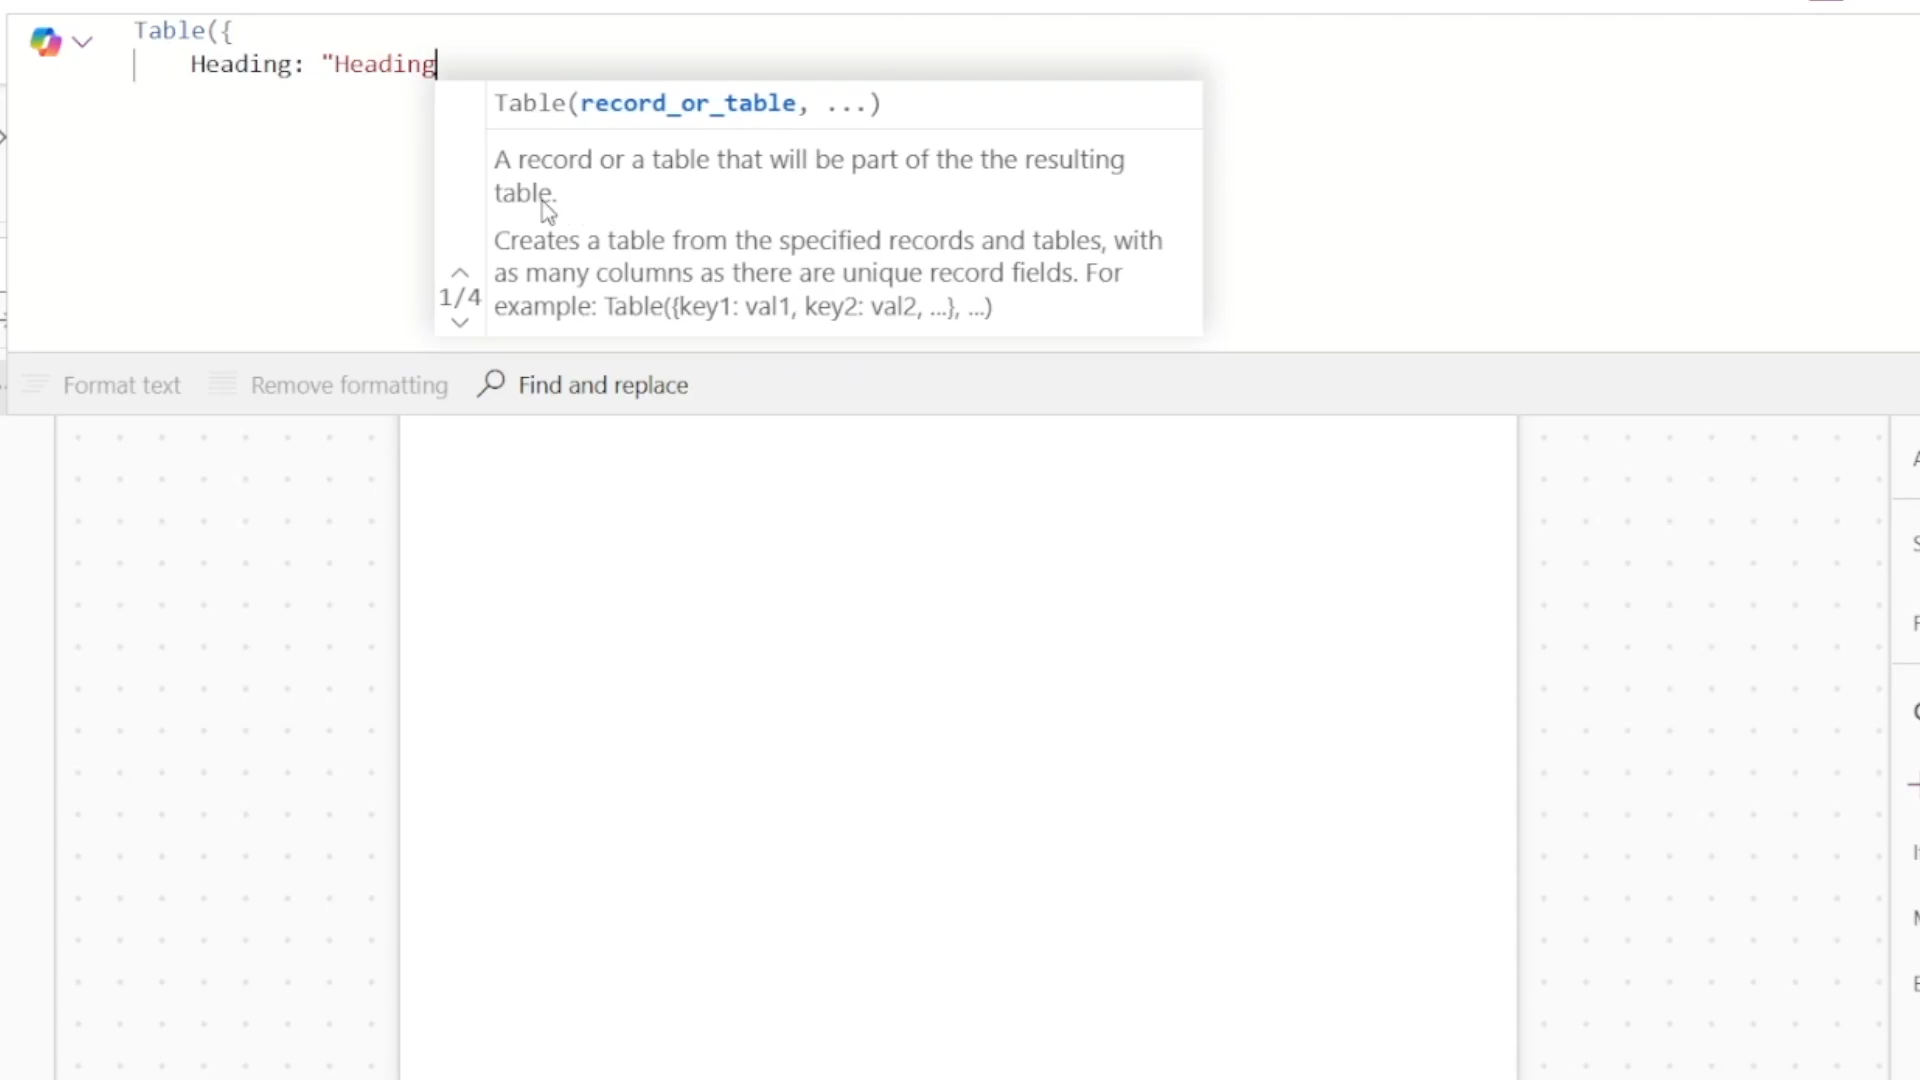 Table({
Heading: "Heading
Table(record_or_table, ...)
A record or a table that will be part of the the resulting
table.
Creates a table from the specified records and tables, with
as many columns as there are unique record fields. For
example: Table({key1: val1, key2: val2, ...}, ...)
1/4
Format text
Remove formatting
Find and replace